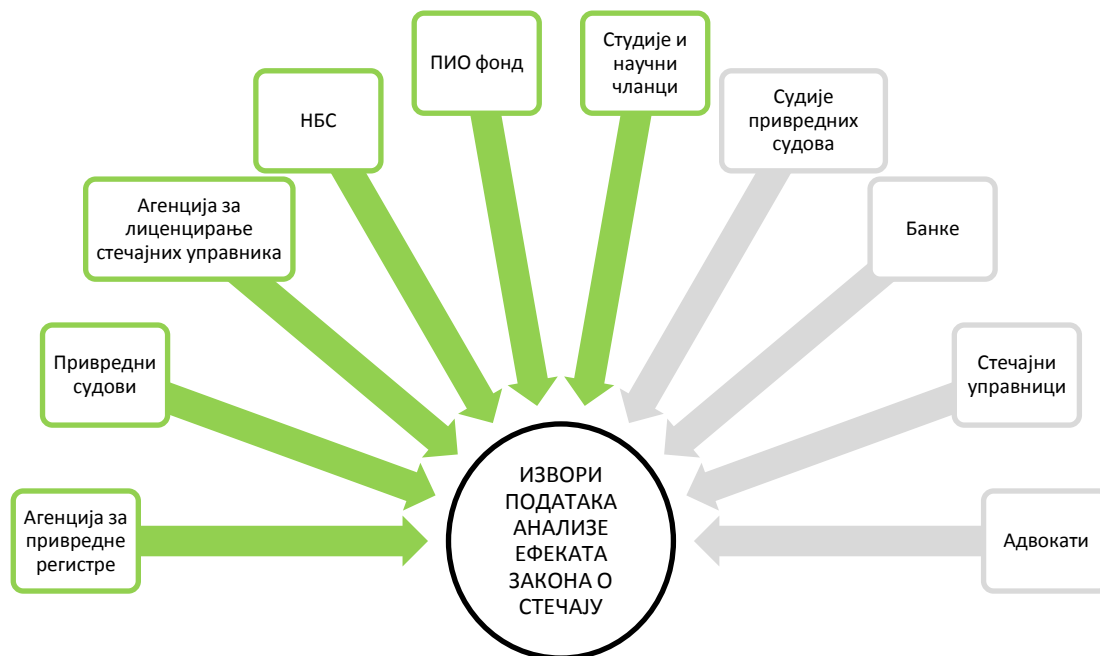 Агенција за
привредне
регистре
Привредни
судови
Агенција за
лиценцирање
стечајних управника
НБС
ПИО фонд
Студије и
научни
чланци
Судије
привредних
судова
Банке
Стечајни
управници
Адвокати
ИЗВОРИ
ПОДАТАКА
АНАЛИЗЕ
ЕФЕКАТА
ЗАКОНА О
СТЕЧАЈУ